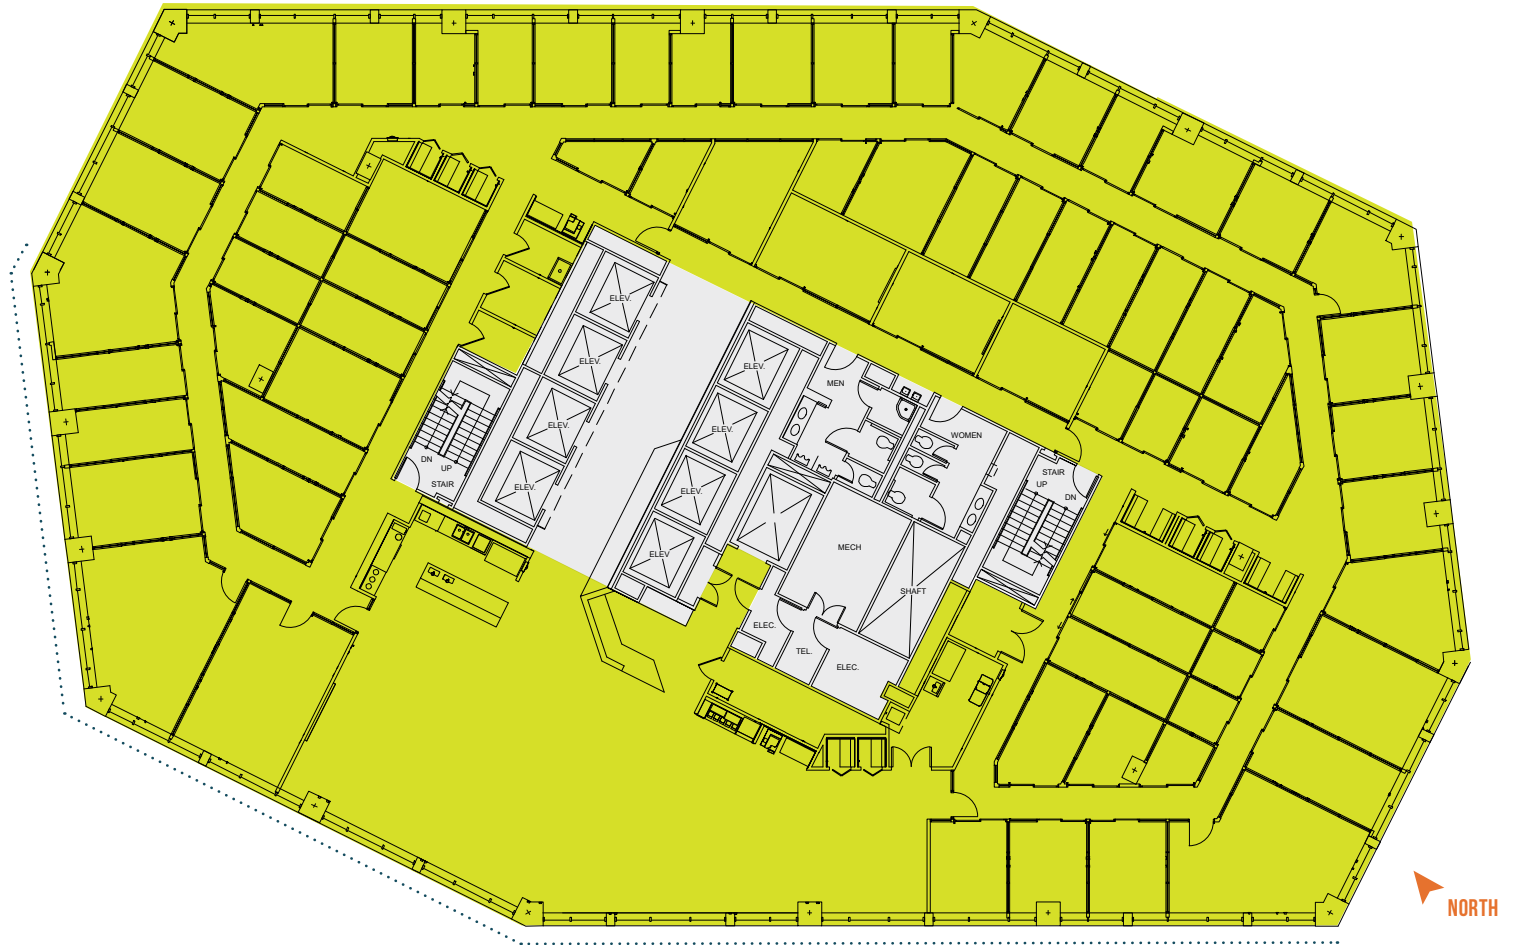 ELEV.
ELEV.
ELEV.
ELEV.
ELEV.
ELEV.
ELEV.
ELEV
MEN
WOMEN
DN
UP
STAIR
STAIR
UP
DN
MECH
SHAFT
ELEC.
TEL.
ELEC.
NORTH